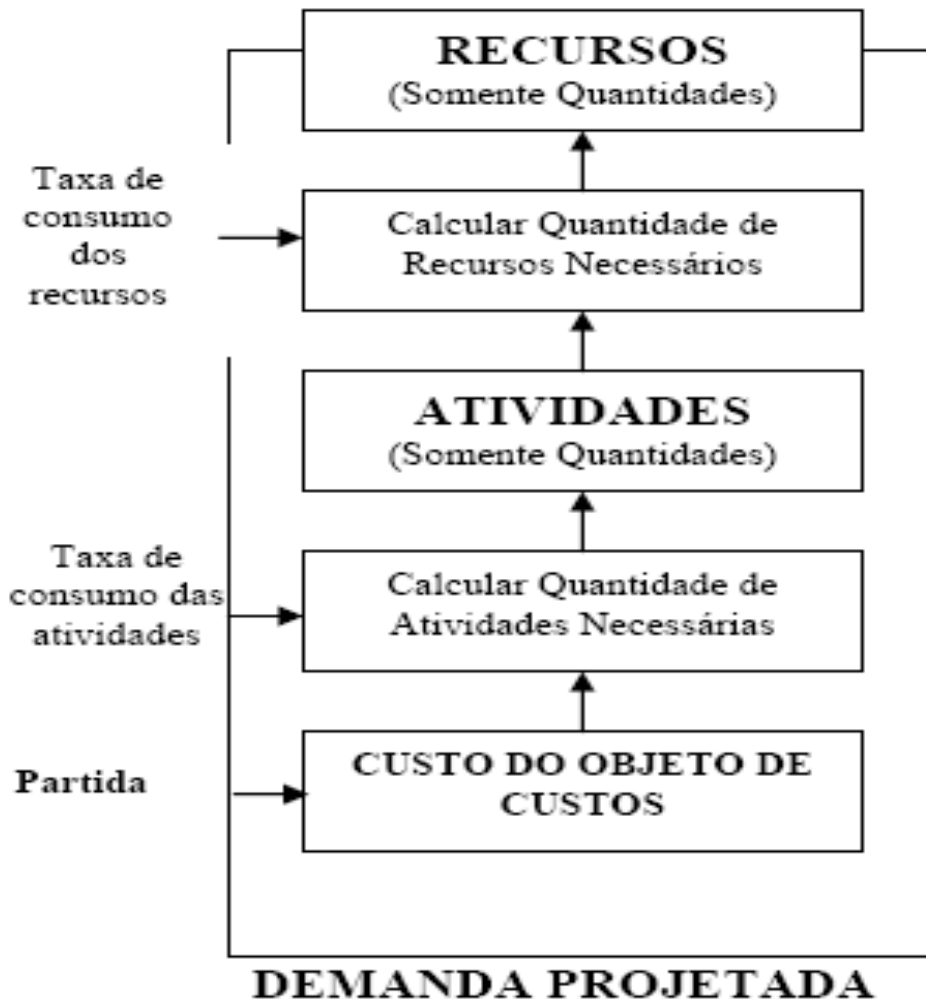 RECURSOS
(Somente Quantidades)
Taxa de
consumo
dos
recursos
Calcular Quantidade de
Recursos Necessários
ATIVIDADES
(Somente Quantidades)
Taxa de
consumo das
atividades
Calcular Quantidade de
Atividades Necessárias
Partida
CUSTO DO OBJETO DE
CUSTOS
DEMANDA PROJETADA